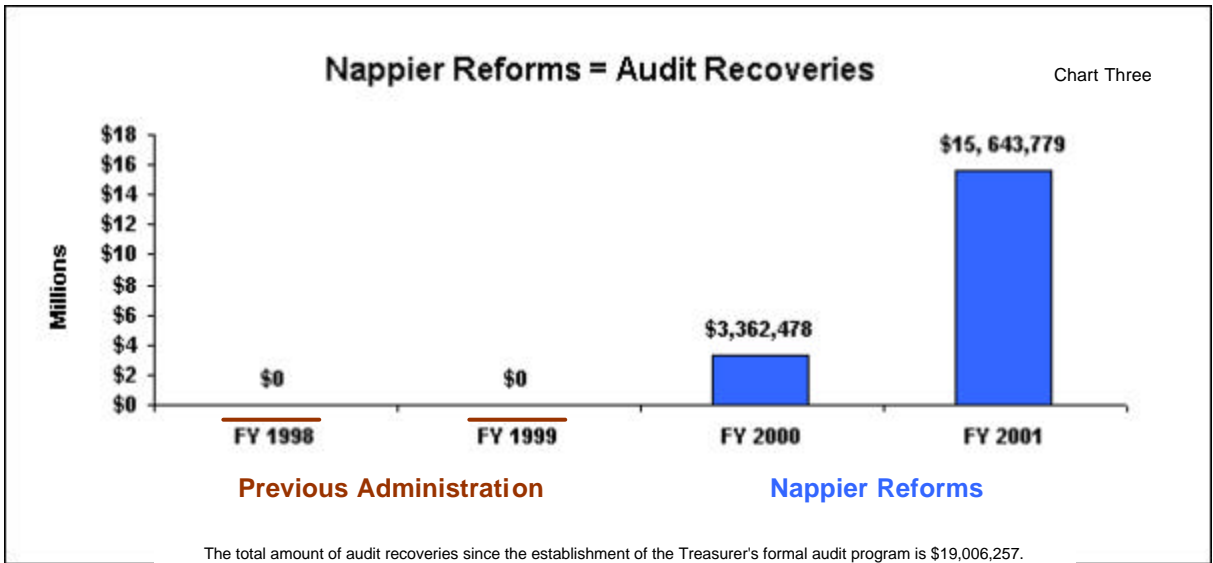 Nappier Reforms = Audit Recoveries
Chart Three
Millions
$18
$16
$14
$12
$10
$8
$6
$4
$2
$0
$0
$0
$3,362,478
$15, 643,779
FY 1998
FY 1999
FY 2000
FY 2001
Previous Administration
Nappier Reforms
The total amount of audit recoveries since the establishment of the Treasurer's formal audit program is $19,006,257.